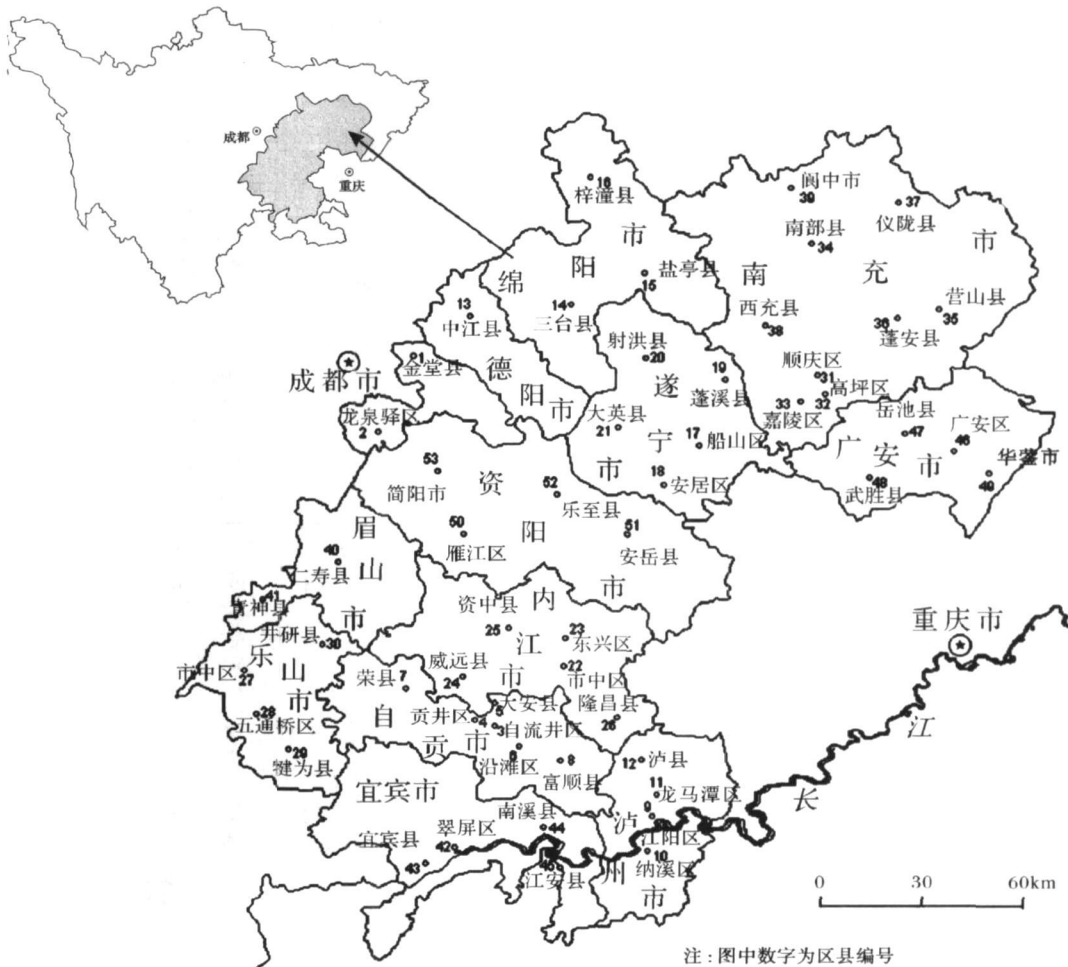 成都
重庆
16
梓潼县
39
阆中市
37
仪陇县
南部县
34
市
绵
阳
盐亭县
15
南
充
市
13
中江县
14
三台县
西充县
38
营山县
35
36
蓬安县
射洪县
20
19
蓬溪县
1
金堂县
成都市
德
阳
市
遂
宁
市
顺庆区
31
高坪区
32
33
嘉陵区
龙泉驿区
2
大英县
21
17
船山区
岳池县
47
广安区
46
华蓥市
49
广
安
市
48
武胜县
18
安居区
53
简阳市
资
阳
市
52
乐至县
50
雁江区
51
安岳县
眉
山
市
40
仁寿县
41
青神县
资中县
25
内
江
市
23
东兴区
22
市中区
井研县
30
乐
山
市
市中区
27
威远县
24
荣县
7
重庆市
28
五通桥区
29
犍为县
自
贡
市
贡井区
4
大安县
5
3
自流井区
6
沿滩区
8
富顺县
隆昌县
26
12
泸县
11
龙马潭区
9
江阳区
10
纳溪区
泸
州
市
长
江
宜宾市
南溪县
44
翠屏区
42
宜宾县
43
45
江安县
0 30 60km
注:图中数字为区县编号